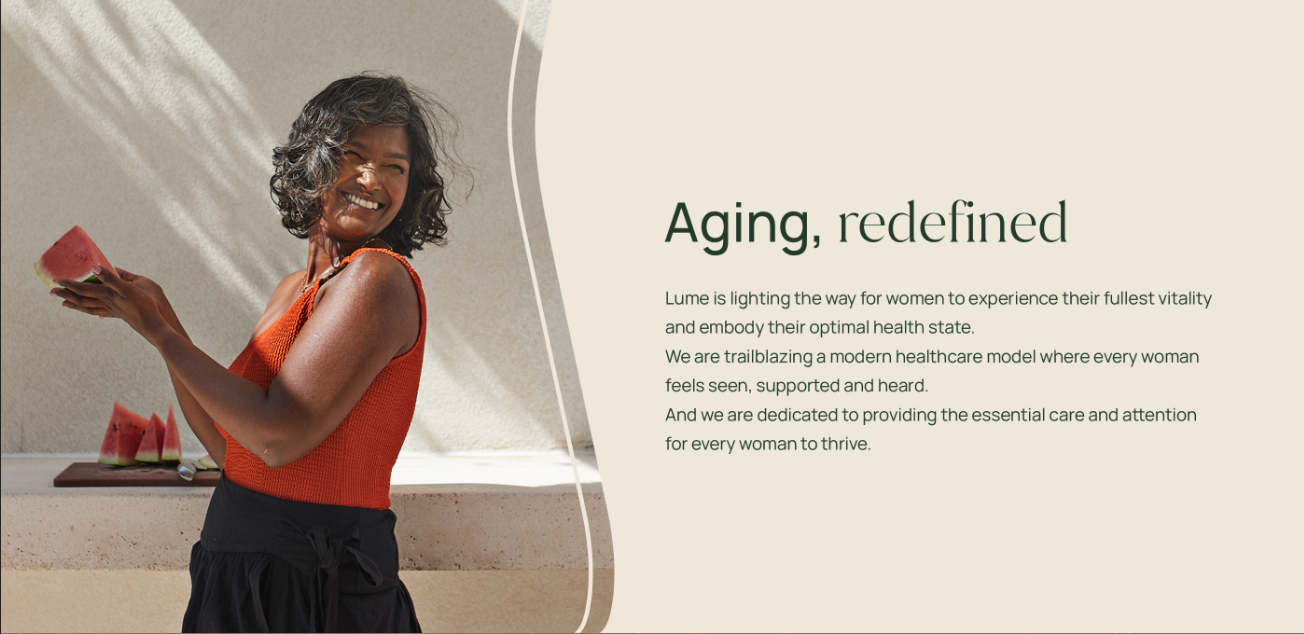 Aging, redefined
Lume is lighting the way for women to experience their fullest vitality
and embody their optimal health state.
We are trailblazing a modern healthcare model where every woman
feels seen, supported and heard.
And we are dedicated to providing the essential care and attention
for every woman to thrive.